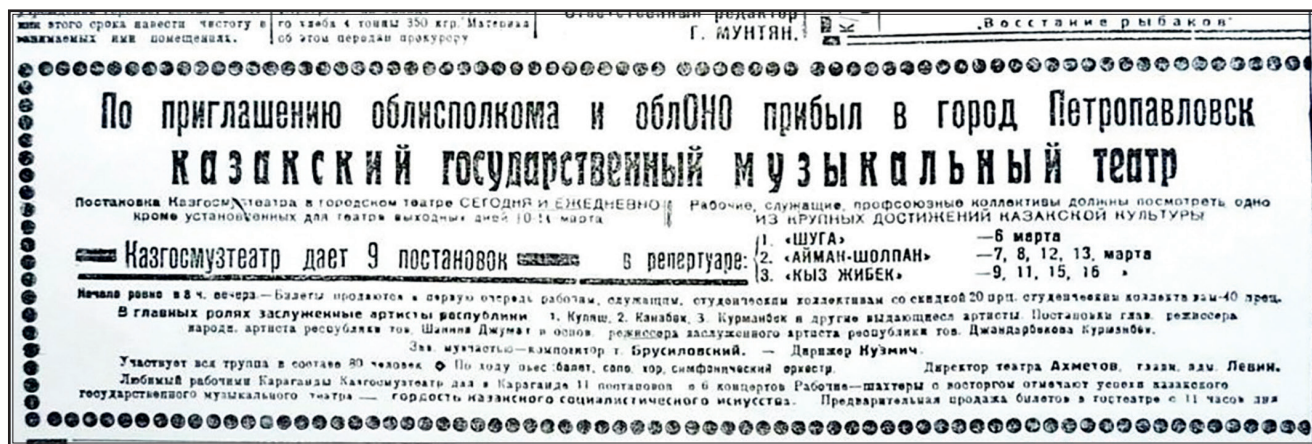 мии этого срока навести чистоту в
занимаемых ими помещениях.
го хлеба 4 тонны 350 кгр. Материал
об этом передан прокурору
Ответственный редактор
Г. МУНТЯН.
„Восстание рыбаков"
По приглашению облисполкома и облОНО прибыл в город Петропавловск
казакский государственный музыкальный театр
Постановка Казгосмузтеатра в городском театре СЕГОДНЯ И ЕЖЕДНЕВНО
кроме установленных для театра выходных дней 10-14 марта
Рабочие, служащие, профсоюзные коллективы должны посмотреть одно
ИЗ КРУПНЫХ ДОСТИЖЕНИЙ КАЗАКСКОЙ КУЛЬТУРЫ
Казгосмузтеатр дает 9 постановок в репертуаре:
1. «ШУГА» —6 марта
2. «АЙМАН-ШОЛПАН» —7, 8, 12, 13, марта
3. «КЫЗ ЖИБЕК» —9, 11, 15, 16 »
Начало ровно в 8 ч. вечера.—Билеты продаются в первую очередь рабочим, служащим, студенческим коллективам со скидкой 20 прц. студенческим коллективам-40 прец.
В главных ролях заслуженные артисты республики 1. Куляш, 2. Канабек, 3. Курманбек и другие выдающиеся артисты. Постановки глав. режиссера
народн. артиста республики тов. Шанина Джумат и основ. режиссера заслуженного артиста республики тов. Джандарбекова Курманбек.
Зав. музчастью—композитор т. Брусиловский. — Дирижер Кузмич.
Участвует вся труппа в составе 80 человек По ходу пьес: балет, соло, хор, симфонический оркестр. Директор театра Ахметов, главн. адм. Левин.
Любимый рабочими Караганды Казгосмузтеатр дал в Караганде 11 постановок и 6 концертов Рабочие—шахтеры с восторгом отмечают успехи казакского
государственного музыкального театра — гордость казакского социалистического искусства. Предварительная продажа билетов в гостеатре с 11 часов дня